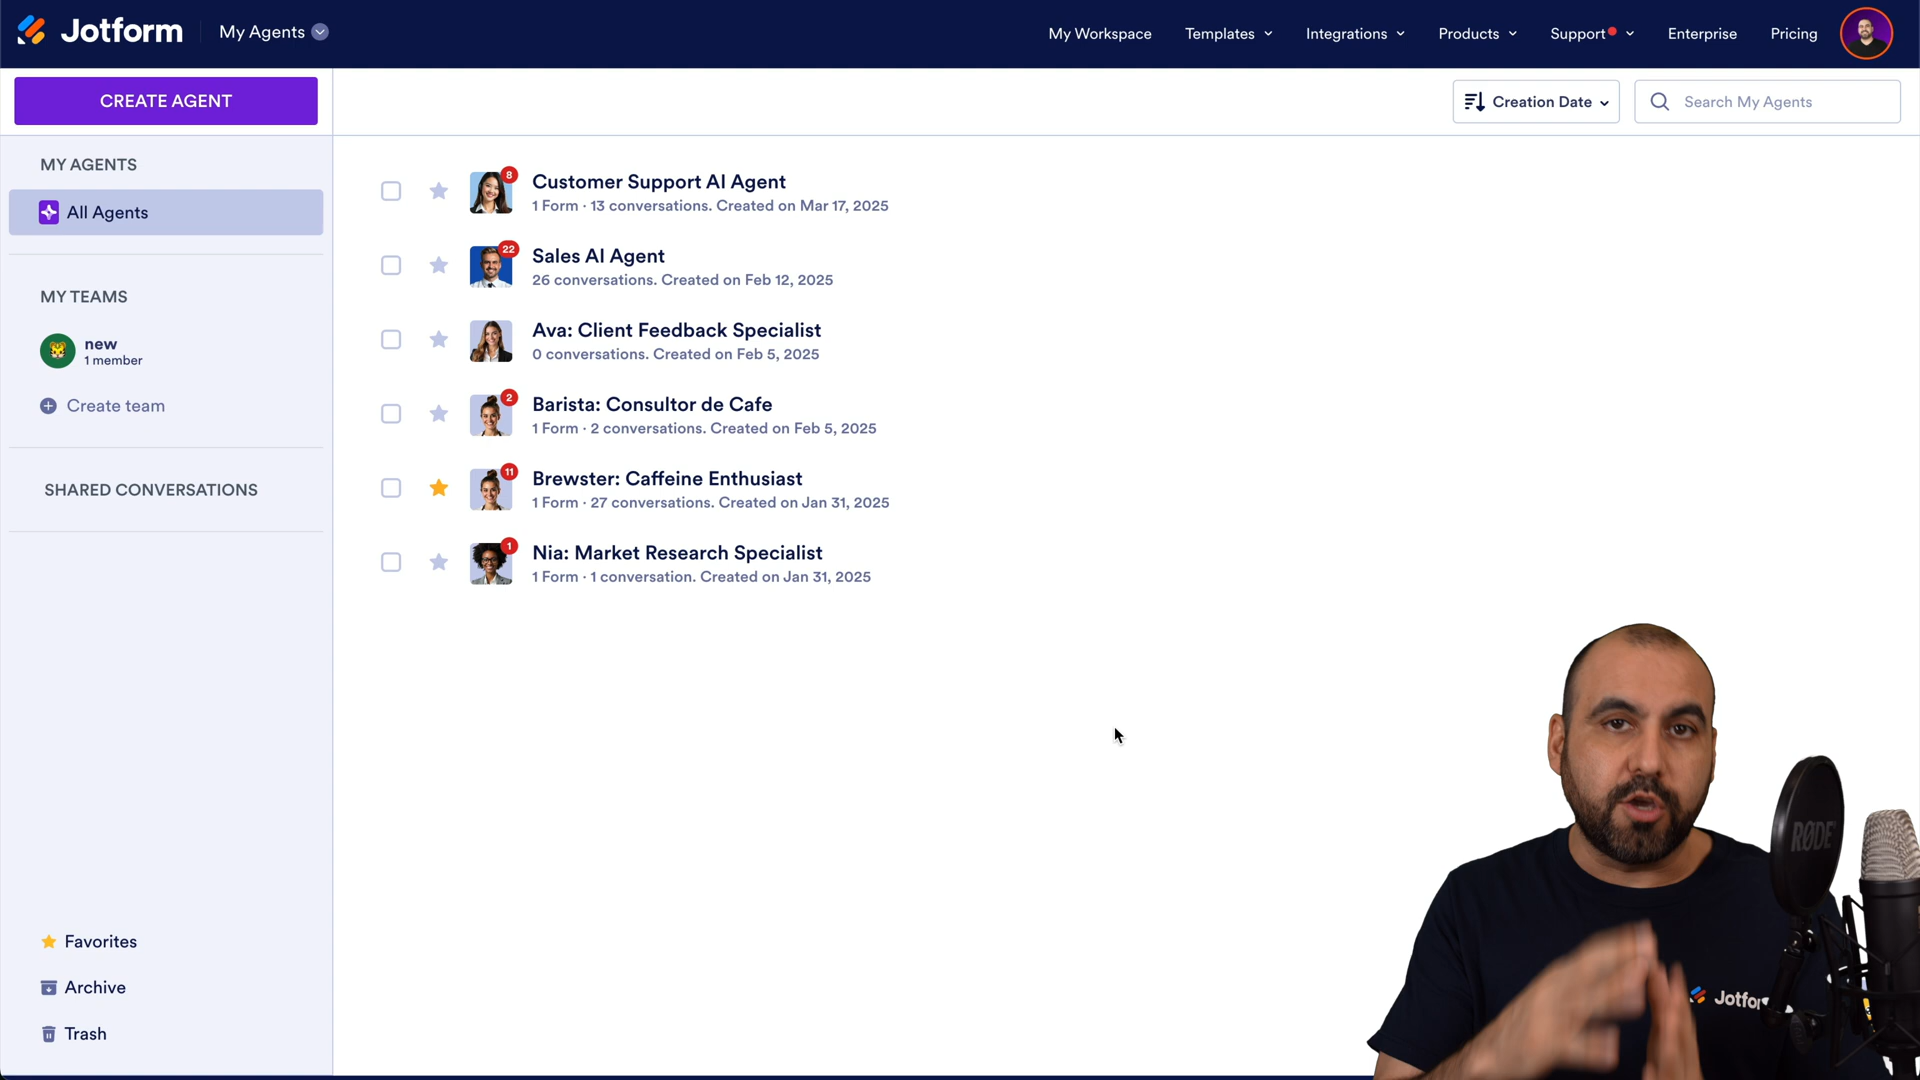 Jotform
My Agents
My Workspace
Templates
Integrations
Products
Support
Enterprise
Pricing
CREATE AGENT
Creation Date
Search My Agents
MY AGENTS
All Agents
MY TEAMS
new
1 member
Create team
SHARED CONVERSATIONS
Favorites
Archive
Trash
8
Customer Support AI Agent
1 Form · 13 conversations. Created on Mar 17, 2025
22
Sales AI Agent
26 conversations. Created on Feb 12, 2025
Ava: Client Feedback Specialist
0 conversations. Created on Feb 5, 2025
2
Barista: Consultor de Cafe
1 Form · 2 conversations. Created on Feb 5, 2025
11
Brewster: Caffeine Enthusiast
1 Form · 27 conversations. Created on Jan 31, 2025
1
Nia: Market Research Specialist
1 Form · 1 conversation. Created on Jan 31, 2025
RØDE
Jotfor